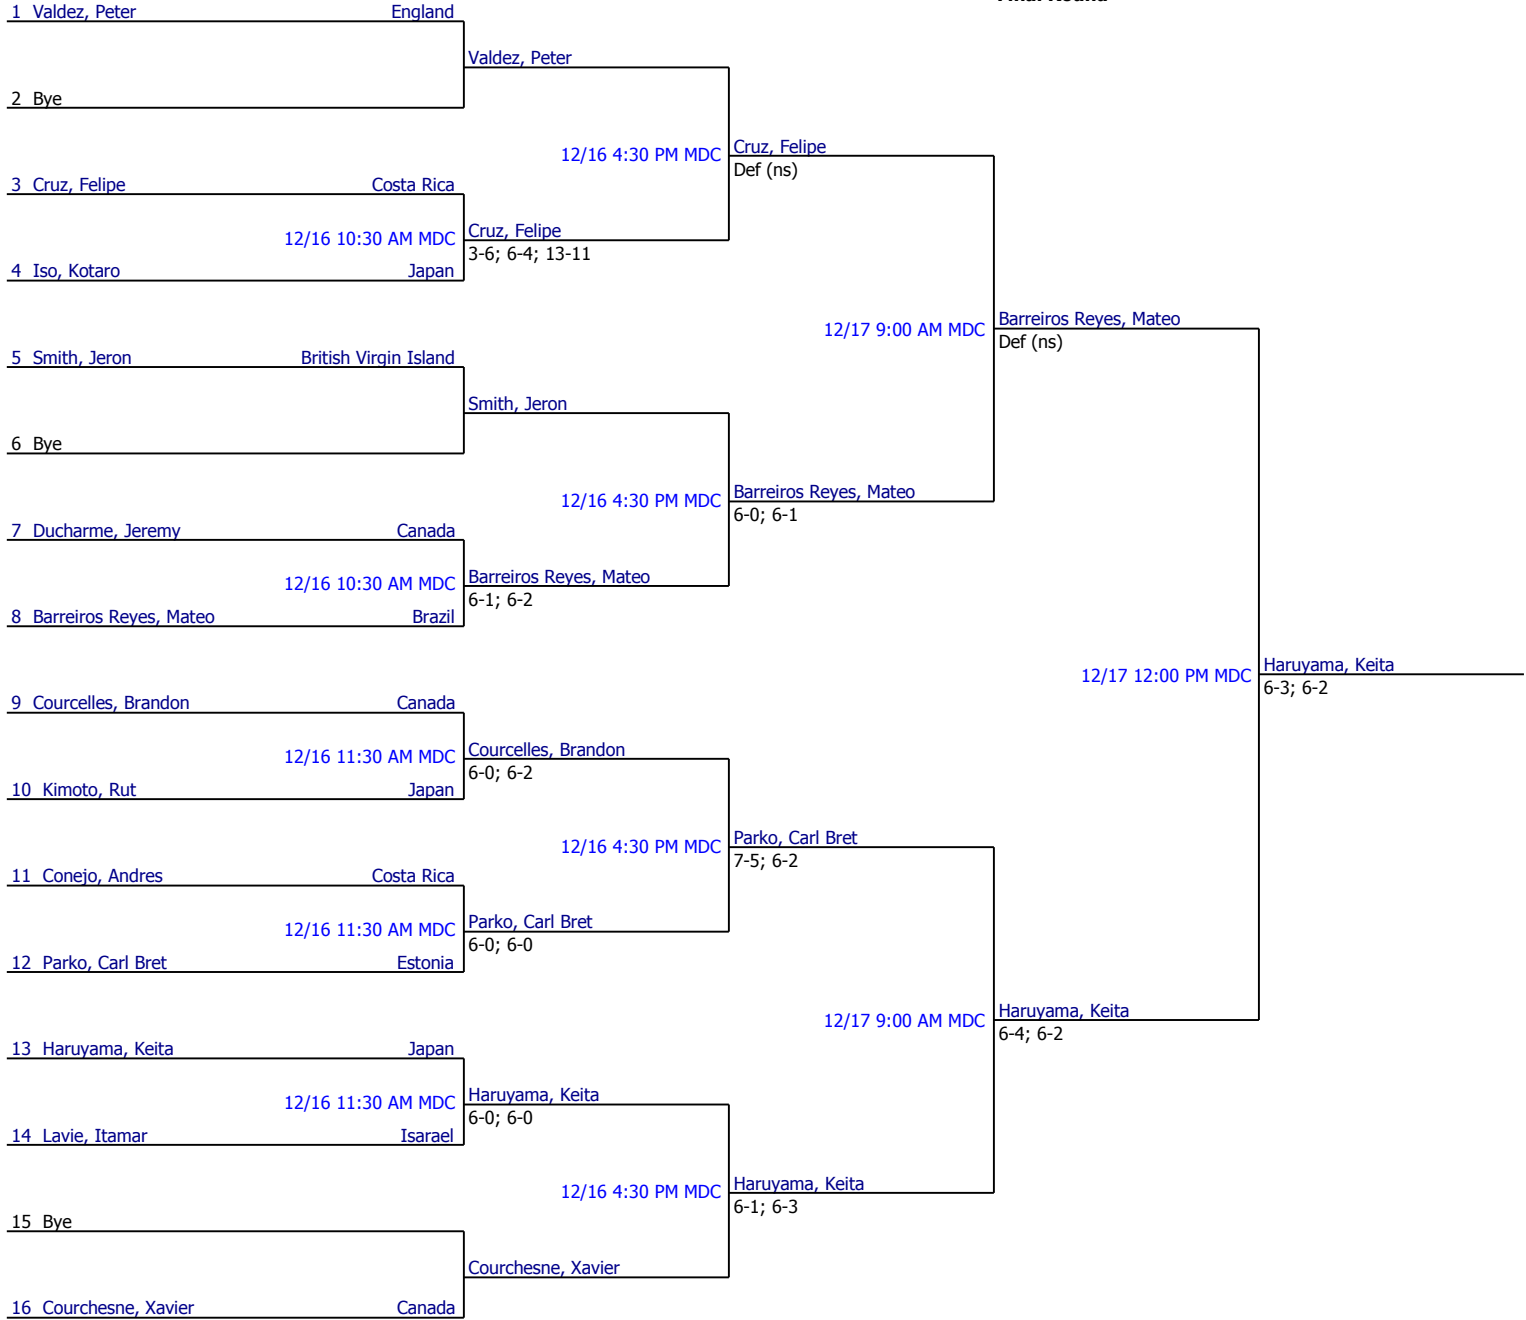 Final Round
1 Valdez, Peter England
Valdez, Peter
2 Bye
12/16 4:30 PM MDC Cruz, Felipe
Def (ns)
3 Cruz, Felipe Costa Rica
12/16 10:30 AM MDC Cruz, Felipe
3-6; 6-4; 13-11
4 Iso, Kotaro Japan
12/17 9:00 AM MDC Barreiros Reyes, Mateo
Def (ns)
5 Smith, Jeron British Virgin Island
Smith, Jeron
6 Bye
12/16 4:30 PM MDC Barreiros Reyes, Mateo
6-0; 6-1
7 Ducharme, Jeremy Canada
12/16 10:30 AM MDC Barreiros Reyes, Mateo
6-1; 6-2
8 Barreiros Reyes, Mateo Brazil
12/17 12:00 PM MDC Haruyama, Keita
6-3; 6-2
9 Courcelles, Brandon Canada
12/16 11:30 AM MDC Courcelles, Brandon
6-0; 6-2
10 Kimoto, Rut Japan
12/16 4:30 PM MDC Parko, Carl Bret
7-5; 6-2
11 Conejo, Andres Costa Rica
12/16 11:30 AM MDC Parko, Carl Bret
6-0; 6-0
12 Parko, Carl Bret Estonia
12/17 9:00 AM MDC Haruyama, Keita
6-4; 6-2
13 Haruyama, Keita Japan
12/16 11:30 AM MDC Haruyama, Keita
6-0; 6-0
14 Lavie, Itamar Isarael
12/16 4:30 PM MDC Haruyama, Keita
6-1; 6-3
15 Bye
Courchesne, Xavier
16 Courchesne, Xavier Canada